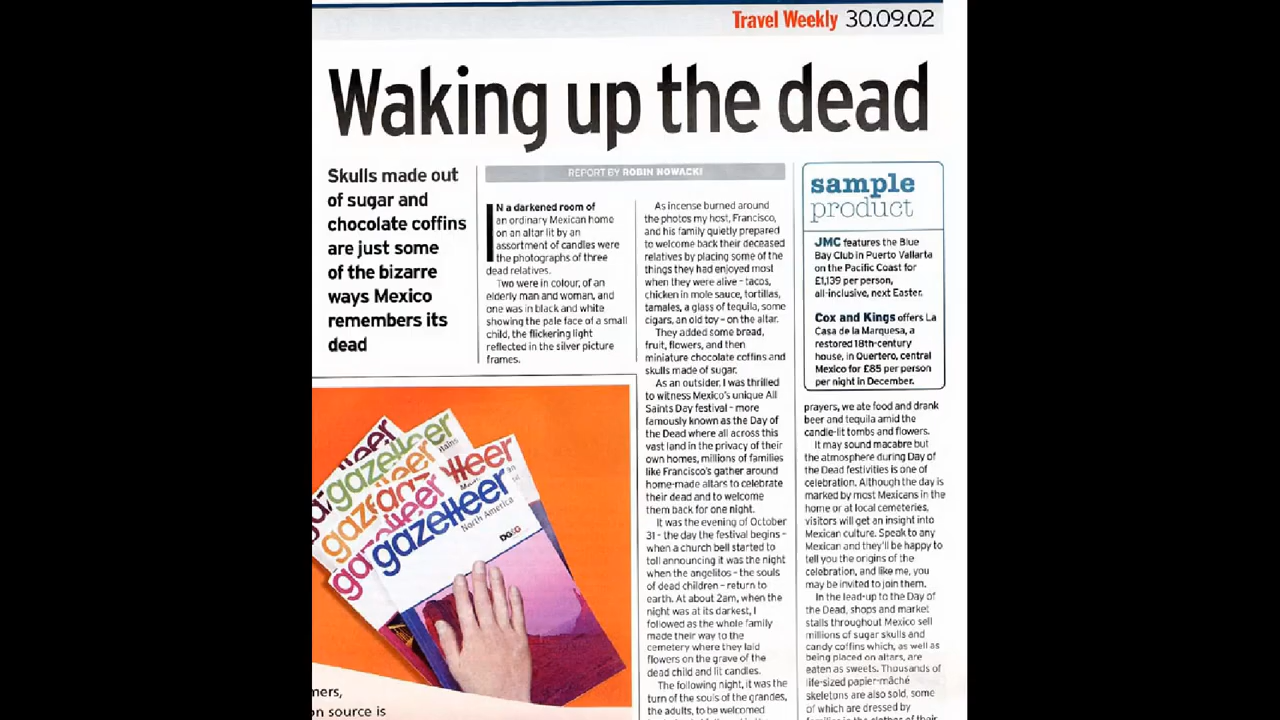 Travel Weekly 30.09.02
Waking up the dead
Skulls made out
of sugar and
chocolate coffins
are just some
of the bizarre
ways Mexico
remembers its
dead
REPORT BY ROBIN NOWACKI
IN a darkened room of
an ordinary Mexican home
on an altar lit by an
assortment of candles were
the photographs of three
dead relatives.
Two were in colour, of an
elderly man and woman, and
one was in black and white
showing the pale face of a small
child, the flickering light
reflected in the silver picture
frames.
As incense burned around
the photos my host, Francisco,
and his family quietly prepared
to welcome back their deceased
relatives by placing some of the
things they had enjoyed most
when they were alive – tacos,
chicken in mole sauce, tortillas,
tamales, a glass of tequila, some
cigars, an old toy – on the altar.
They added some bread,
fruit, flowers, and then
miniature chocolate coffins and
skulls made of sugar.
As an outsider, I was thrilled
to witness Mexico's unique All
Saints Day festival – more
famously known as the Day of
the Dead where all across this
vast land in the privacy of their
own homes, millions of families
like Francisco's gather around
home-made altars to celebrate
their dead and to welcome
them back for one night.
It was the evening of October
31 – the day the festival begins –
when a church bell started to
toll announcing it was the night
when the angelitos – the souls
of dead children – return to
earth. At about 2am, when the
night was at its darkest, I
followed as the whole family
made their way to the
cemetery where they laid
flowers on the grave of the
dead child and lit candles.
The following night, it was the
turn of the souls of the grandes,
the adults, to be welcomed
sample
product
JMC features the Blue
Bay Club in Puerto Vallarta
on the Pacific Coast for
£1,139 per person,
all-inclusive, next Easter.
Cox and Kings offers La
Casa de la Marquesa, a
restored 18th-century
house, in Quertero, central
Mexico for £85 per person
per night in December.
prayers, we ate food and drank
beer and tequila amid the
candle-lit tombs and flowers.
It may sound macabre but
the atmosphere during Day of
the Dead festivities is one of
celebration. Although the day is
marked by most Mexicans in the
home or at local cemeteries,
visitors will get an insight into
Mexican culture. Speak to any
Mexican and they'll be happy to
tell you the origins of the
celebration, and like me, you
may be invited to join them.
In the lead-up to the Day of
the Dead, shops and market
stalls throughout Mexico sell
millions of sugar skulls and
candy coffins which, as well as
being placed on altars, are
eaten as sweets. Thousands of
life-sized papier-mâché
skeletons are also sold, some
of which are dressed by
families in the clothes of their
gazetteer
gazetteer
North America
DG&G
mers,
on source is